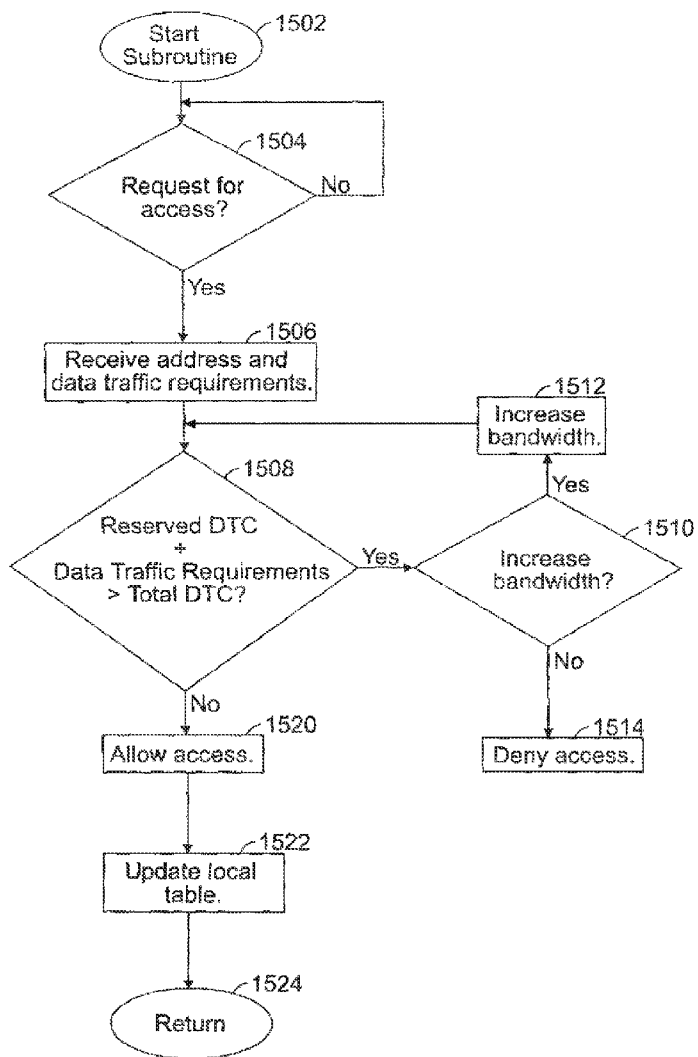 1502
Start
Subroutine
1504
Request for
access?
No
Yes
1506
Receive address and
data traffic requirements.
1512
Increase
bandwidth.
1508
Reserved DTC
+
Data Traffic Requirements
> Total DTC?
Yes
Yes
1510
Increase
bandwidth?
No
No
1520
Allow access.
1514
Deny access.
1522
Update local
table.
1524
Return